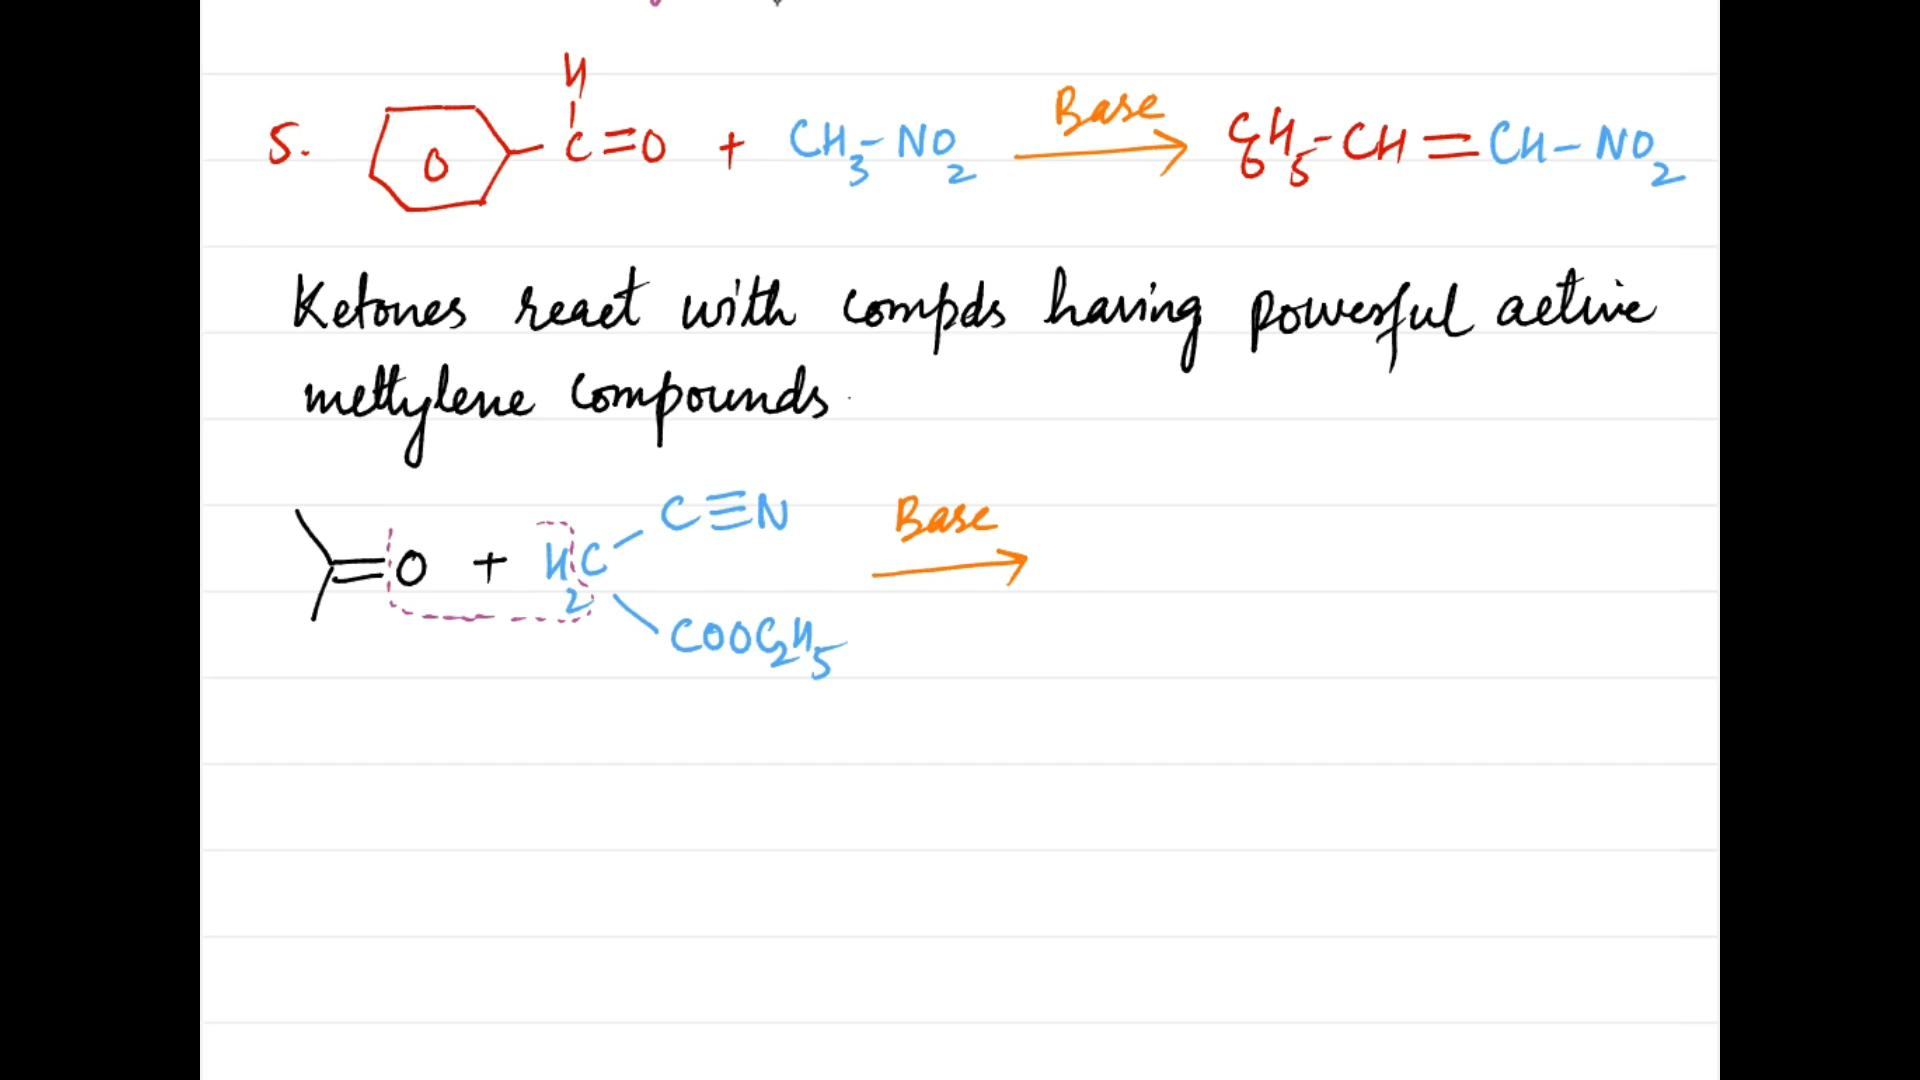 5. H C=O + CH3-NO2 Base → C6H5-CH=CH-NO2
Ketones react with compds having powerful active
methylene compounds.
=O + H2C C≡N COOC2H5 Base →